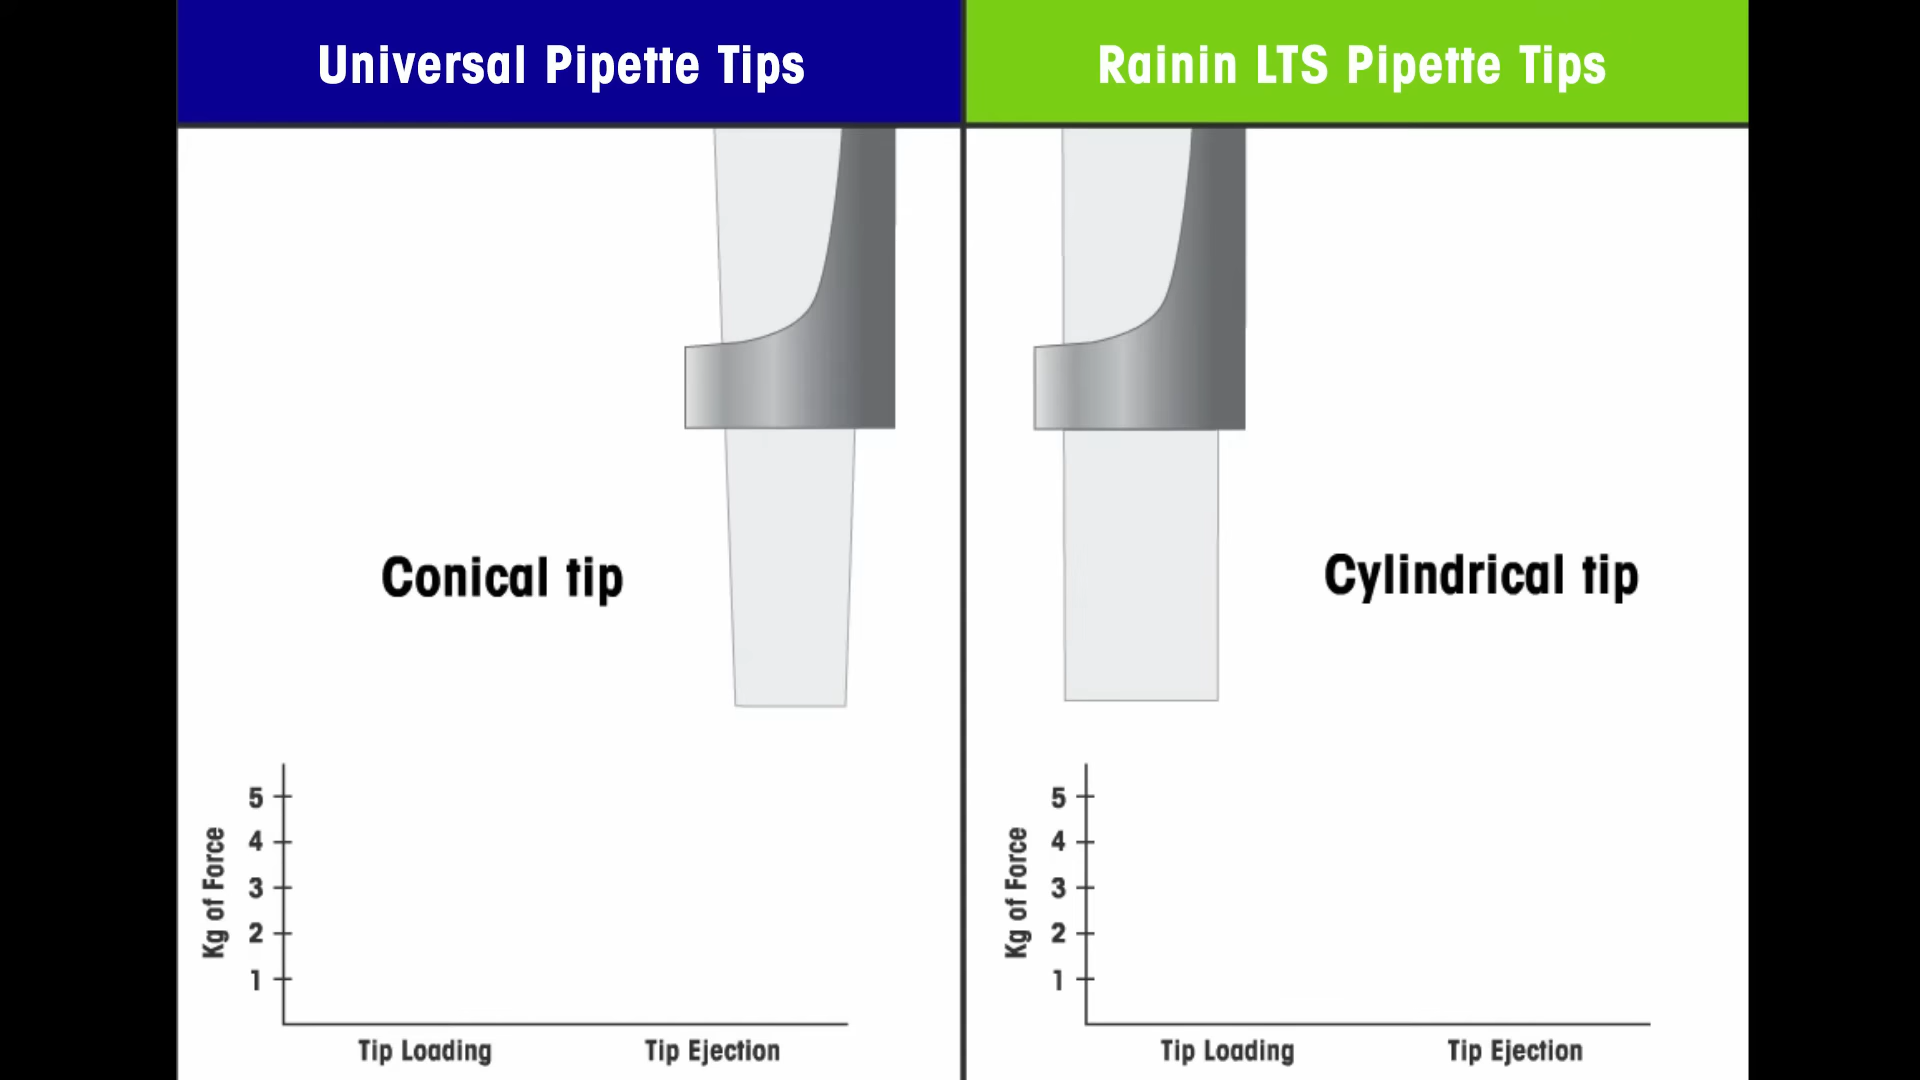 Universal Pipette Tips
Rainin LTS Pipette Tips
Conical tip
Cylindrical tip
Kg of Force
5
4
3
2
1
Tip Loading
Tip Ejection
Kg of Force
5
4
3
2
1
Tip Loading
Tip Ejection